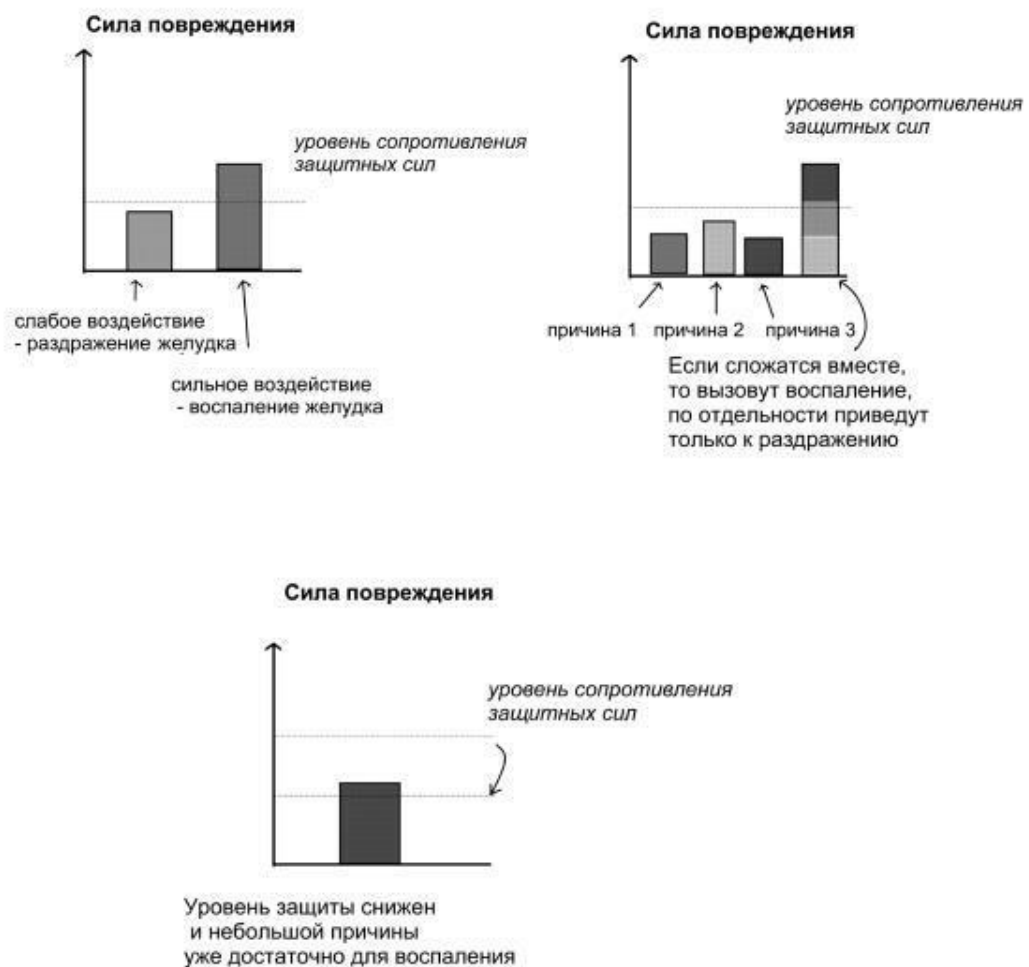 Сила повреждения
уровень сопротивления
защитных сил
слабое воздействие
- раздражение желудка
сильное воздействие
- воспаление желудка
Сила повреждения
уровень сопротивления
защитных сил
причина 1 причина 2 причина 3
Если сложатся вместе,
то вызовут воспаление,
по отдельности приведут
только к раздражению
Сила повреждения
уровень сопротивления
защитных сил
Уровень защиты снижен
и небольшой причины
уже достаточно для воспаления